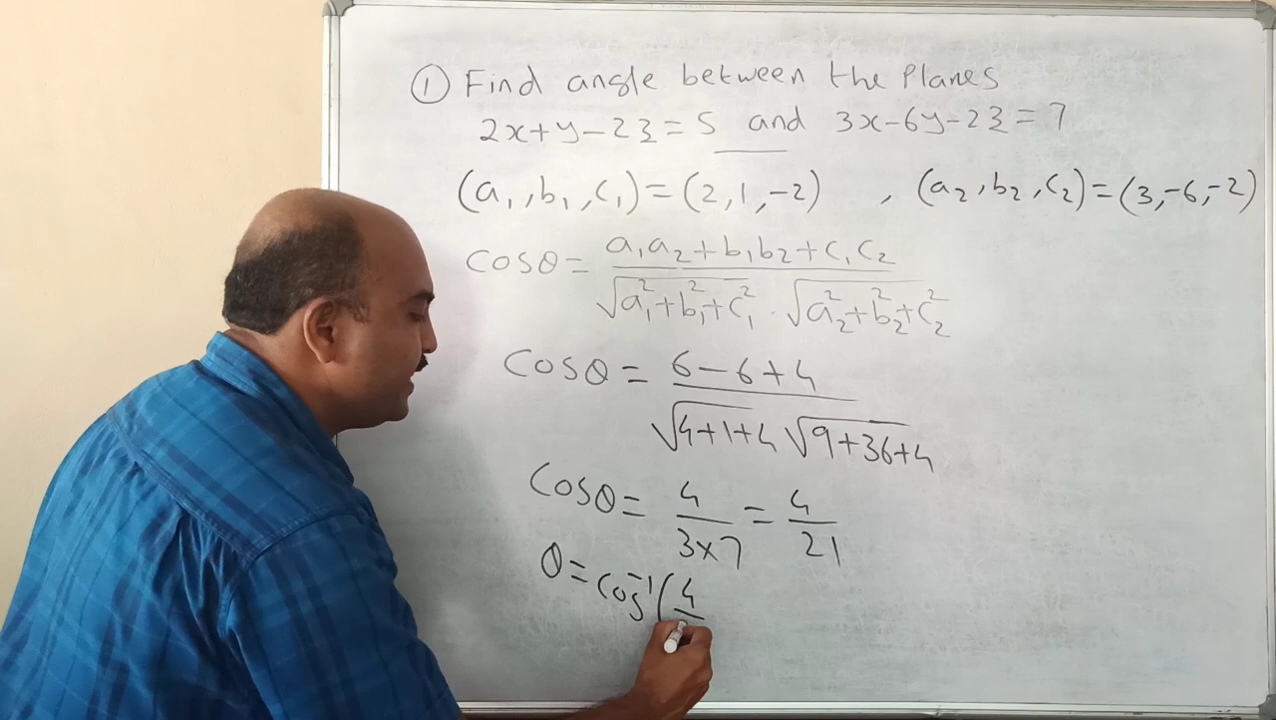 ① Find angle between the Planes
2x+y-2z=5 and 3x-6y-2z=7
(a₁,b₁,c₁)=(2,1,-2) , (a₂,b₂,c₂)=(3,-6,-2)
cosθ= a₁a₂+b₁b₂+c₁c₂ / √a₁²+b₁²+c₁² . √a₂²+b₂²+c₂²
Cosθ = 6-6+4 / √4+1+4 √9+36+4
Cosθ= 4/3×7 = 4/21
θ=Cos⁻¹(4/